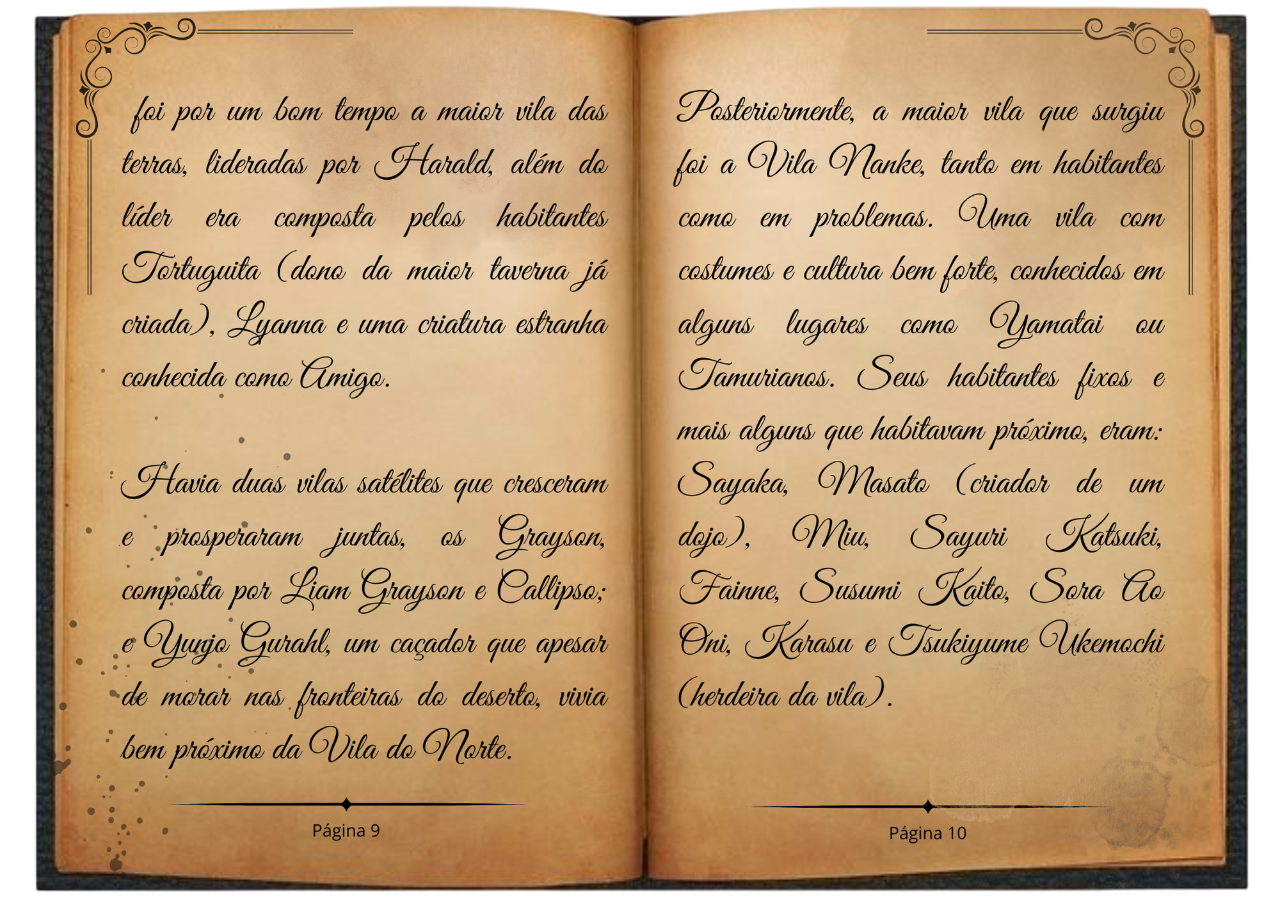 foi por um bom tempo a maior vila das
terras, lideradas por Harald, além do
líder era composta pelos habitantes
Tortuguita (dono da maior taverna já
criada), Lyanna e uma criatura estranha
conhecida como Amigo.
Havia duas vilas satélites que cresceram
e prosperaram juntas, os Grayson,
composta por Liam Grayson e Callipso;
e Yunjo Gurahl, um caçador que apesar
de morar nas fronteiras do deserto, vivia
bem próximo da Vila do Norte.
Página 9
Posteriormente, a maior vila que surgiu
foi a Vila Nanke, tanto em habitantes
como em problemas. Uma vila com
costumes e cultura bem forte, conhecidos em
alguns lugares como Yamatai ou
Tamurianos. Seus habitantes fixos e
mais alguns que habitavam próximo, eram:
Sayaka, Masato (criador de um
dojo), Miu, Sayuri Katsuki,
Fainne, Susumi Kaito, Sora Ao
Oni, Karasu e Tsukiyume Ukemochi
(herdeira da vila).
Página 10